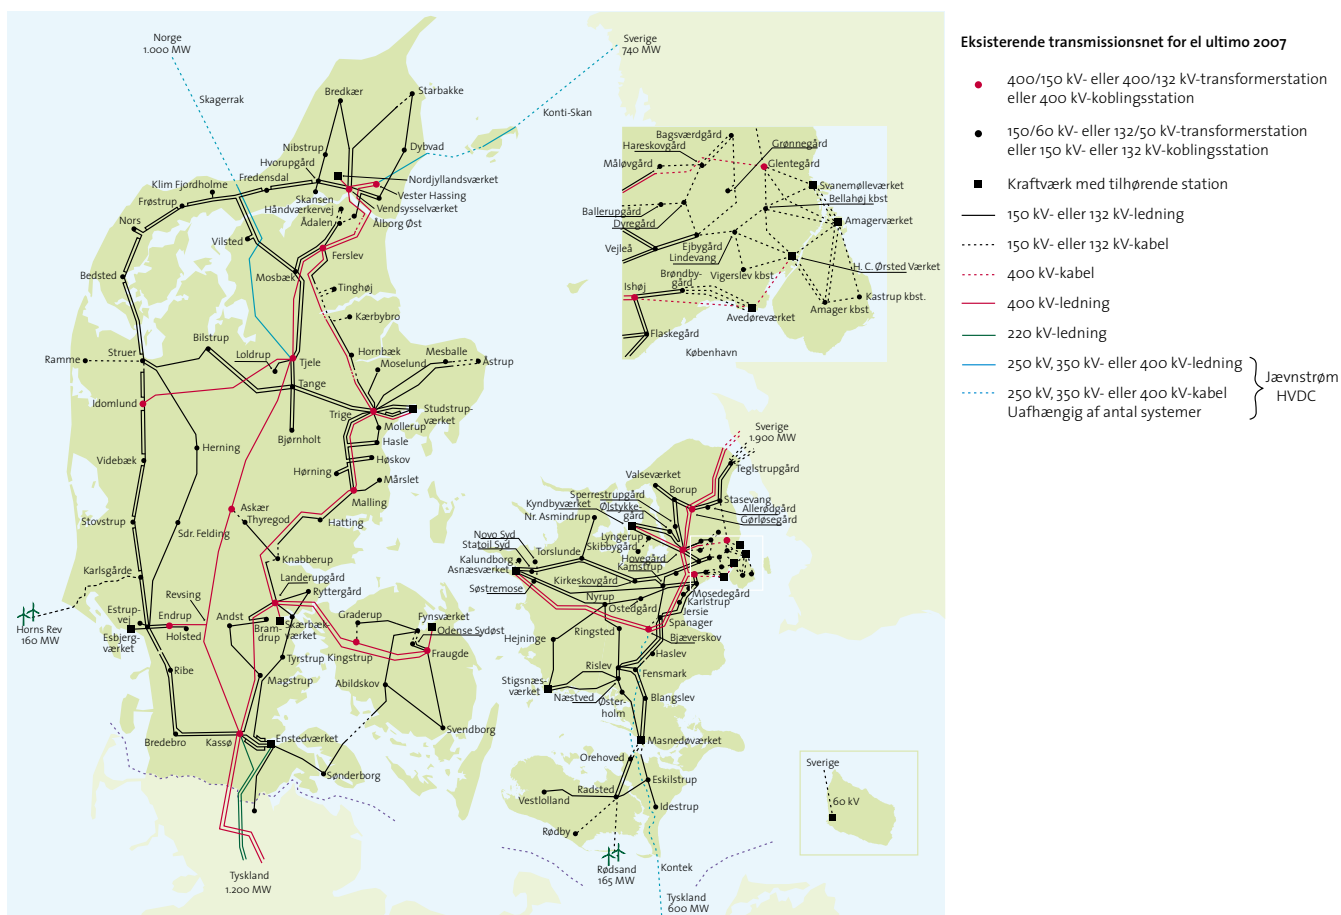 Eksisterende transmissionsnet for el ultimo 2007
400/150 kV- eller 400/132 kV-transformerstation
eller 400 kV-koblingsstation
150/60 kV- eller 132/50 kV-transformerstation
eller 150 kV- eller 132 kV-koblingsstation
Kraftværk med tilhørende station
150 kV- eller 132 kV-ledning
150 kV- eller 132 kV-kabel
400 kV-kabel
400 kV-ledning
220 kV-ledning
250 kV, 350 kV- eller 400 kV-ledning
250 kV, 350 kV- eller 400 kV-kabel
Uafhængig af antal systemer
Jævnstrøm
HVDC
Norge
1.000 MW
Skagerrak
Sverige
740 MW
Konti-Skan
Bredkær
Starbakke
Dybvad
Nibstrup
Hvorupgård
Fredensdal
Klim Fjordholme
Frøstrup
Nors
Nordjyllandsværket
Vester Hassing
Vendsysselværket
Ålborg Øst
Skansen
Håndværkervej
Ådalen
Vilsted
Ferslev
Mosbæk
Bedsted
Tinghøj
Kærbybro
Bilstrup
Struer
Ramme
Loldrup
Tjele
Hornbæk
Moselund
Mesballe
Åstrup
Tange
Idomlund
Trige
Studstrup-
værket
Mollerup
Bjørnholt
Hasle
Herning
Høskov
Videbæk
Hørning
Mårslet
Malling
Askær
Thyregod
Hatting
Stovstrup
Sdr. Felding
Knabberup
Karlsgårde
Landerupgård
Ryttergård
Revsing
Estrup-
vej
Endrup
Andst
Bram-
drup
Skærbæk-
værket
Graderup
Fynsværket
Odense Sydøst
Horns Rev
160 MW
Esbjerg-
værket
Holsted
Kingstrup
Fraugde
Tyrstrup
Ribe
Magstrup
Abildskov
Svendborg
Bredebro
Kassø
Enstedværket
Sønderborg
Tyskland
1.200 MW
Bagsværdgård
Hareskovgård
Grønnegård
Måløvgård
Glentegård
Svanemølleværket
Bellahøj kbst
Ballerupgård
Dyregård
Amagerværket
Vejleå
Ejbygård
Lindevang
H. C. Ørsted Værket
Brøndby-
gård
Vigerslev kbst
Ishøj
Kastrup kbst.
Avedøreværket
Amager kbst
Flaskegård
København
Sverige
1.900 MW
Teglstrupgård
Valseværket
Borup
Stasevang
Sperrestrupgård
Kyndbyværket
Ølstykke-
gård
Allerødgård
Gørløsegård
Nr. Asmindrup
Lyngerup
Skibbygård
Novo Syd
Statoil Syd
Torslunde
Hovegård
Kamstrup
Kalundborg
Asnæsværket
Kirkeskovgård
Mosedegård
Søstremose
Nyrup
Karlstrup
Ostedgård
Jersie
Spanager
Ringsted
Hejninge
Bjæverskov
Haslev
Rislev
Fensmark
Stigsnæs-
værket
Næstved
Øster-
holm
Blangslev
Masnedøværket
Orehoved
Eskilstrup
Radsted
Vestlolland
Idestrup
Rødby
Rødsand
165 MW
Kontek
Tyskland
600 MW
Sverige
60 kV